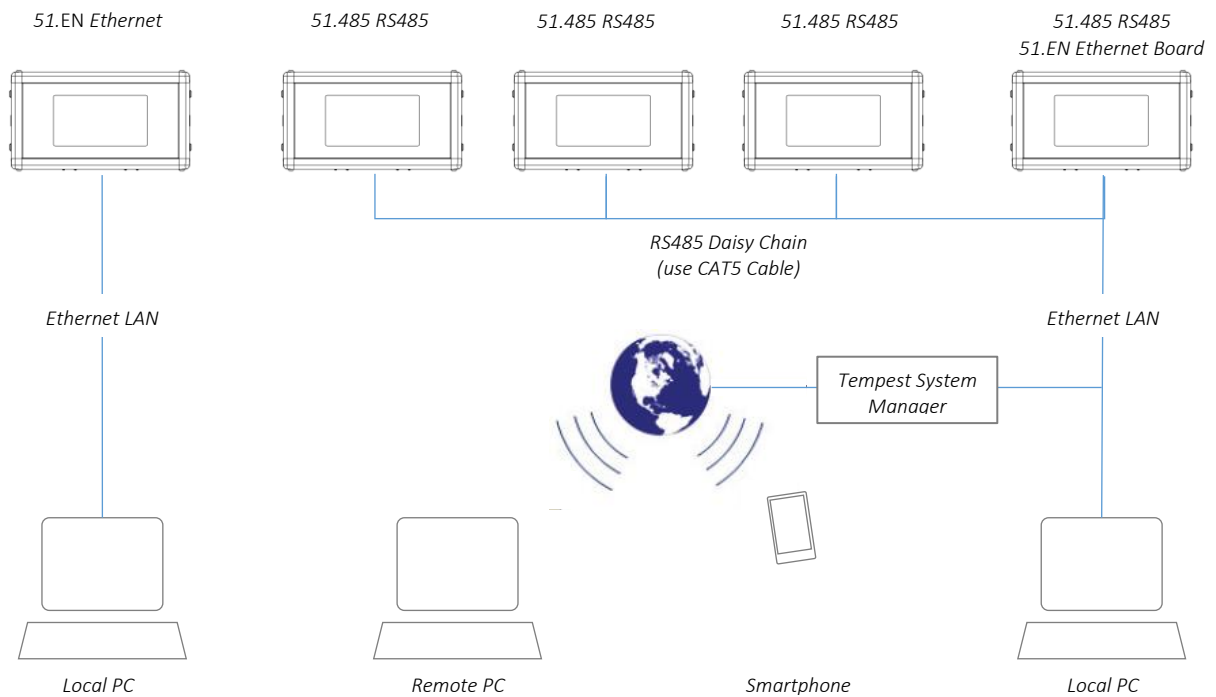 51.EN Ethernet
51.485 RS485
51.485 RS485
51.485 RS485
51.485 RS485
51.EN Ethernet Board
RS485 Daisy Chain
(use CAT5 Cable)
Ethernet LAN
Ethernet LAN
Tempest System
Manager
Local PC
Remote PC
Smartphone
Local PC